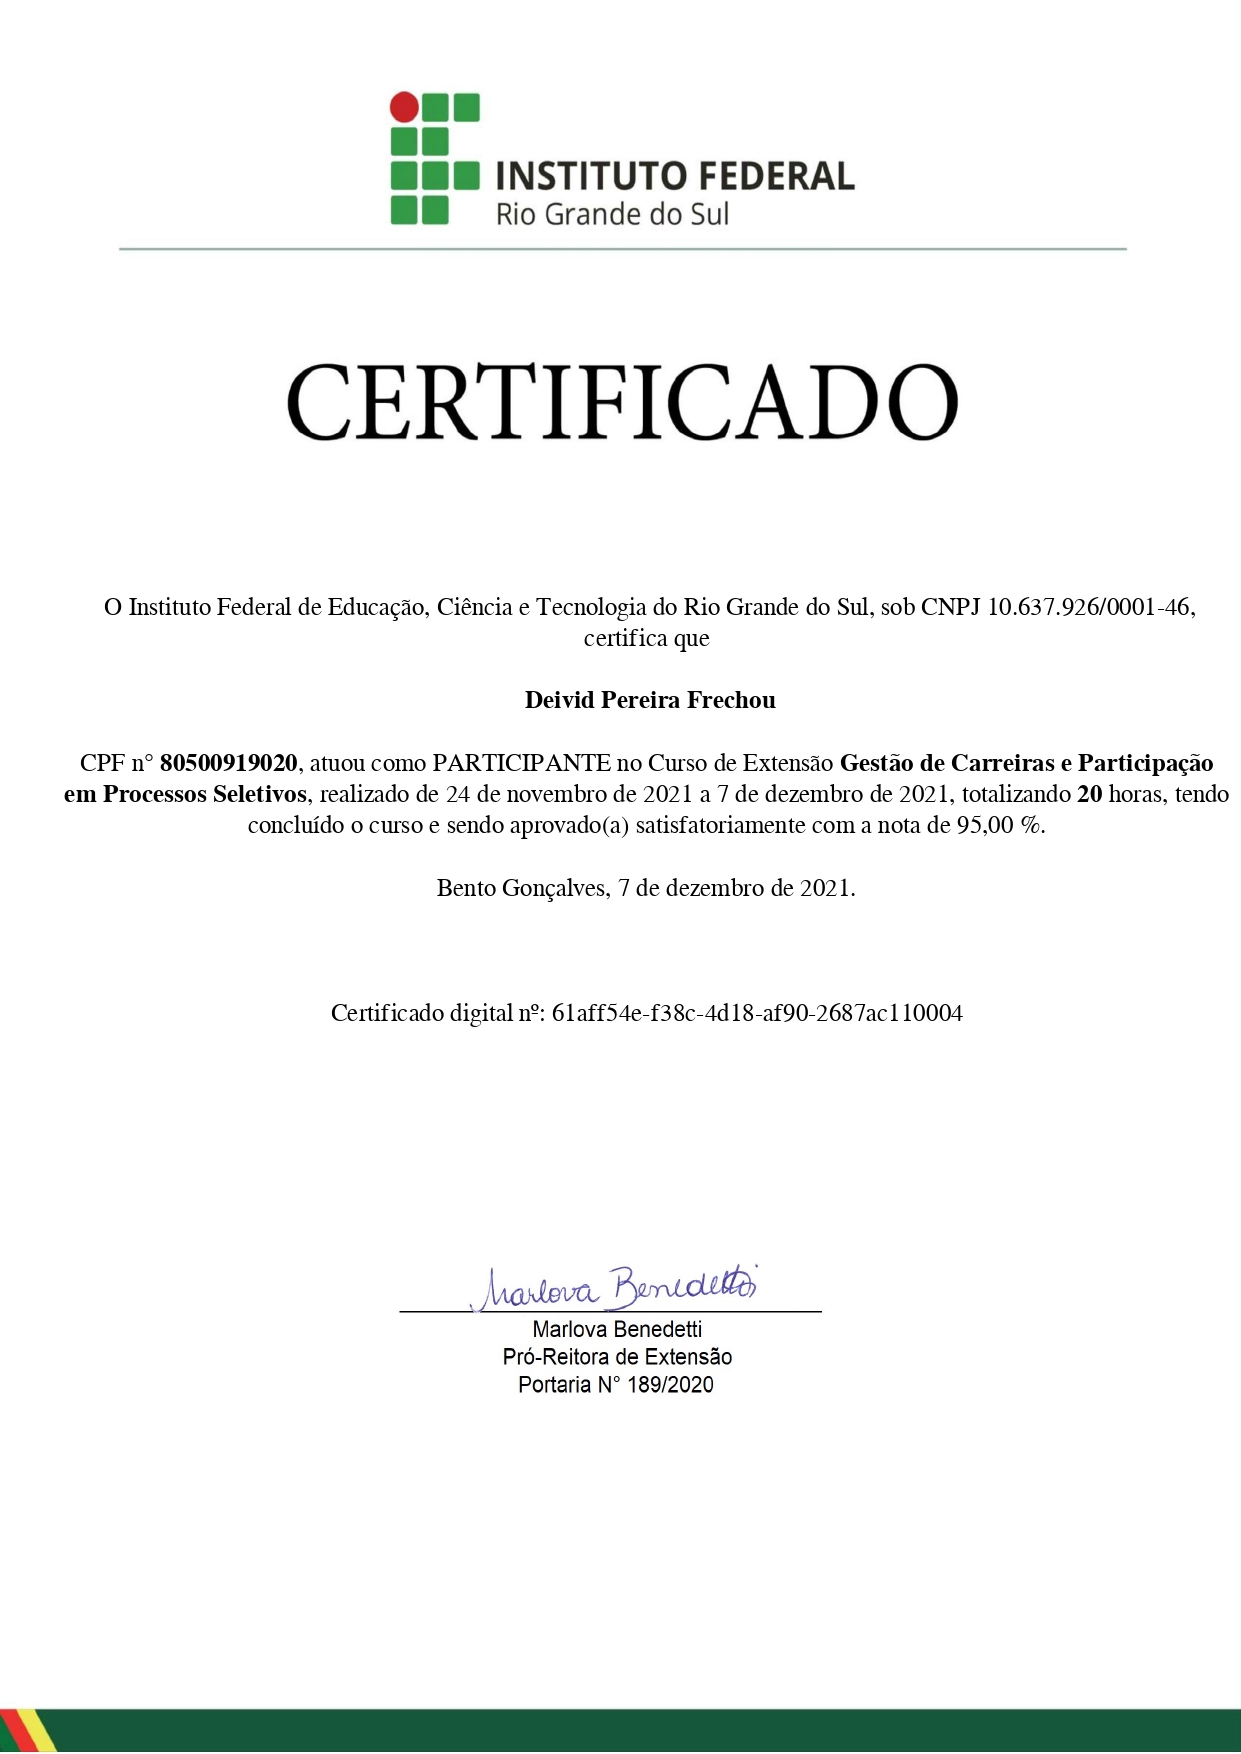 INSTITUTO FEDERAL
Rio Grande do Sul
CERTIFICADO
O Instituto Federal de Educação, Ciência e Tecnologia do Rio Grande do Sul, sob CNPJ 10.637.926/0001-46,
certifica que
Deivid Pereira Frechou
CPF n° 80500919020, atuou como PARTICIPANTE no Curso de Extensão Gestão de Carreiras e Participação
em Processos Seletivos, realizado de 24 de novembro de 2021 a 7 de dezembro de 2021, totalizando 20 horas, tendo
concluído o curso e sendo aprovado(a) satisfatoriamente com a nota de 95,00 %.
Bento Gonçalves, 7 de dezembro de 2021.
Certificado digital nº: 61aff54e-f38c-4d18-af90-2687ac110004
Marlova Benedetti
Marlova Benedetti
Pró-Reitora de Extensão
Portaria N° 189/2020